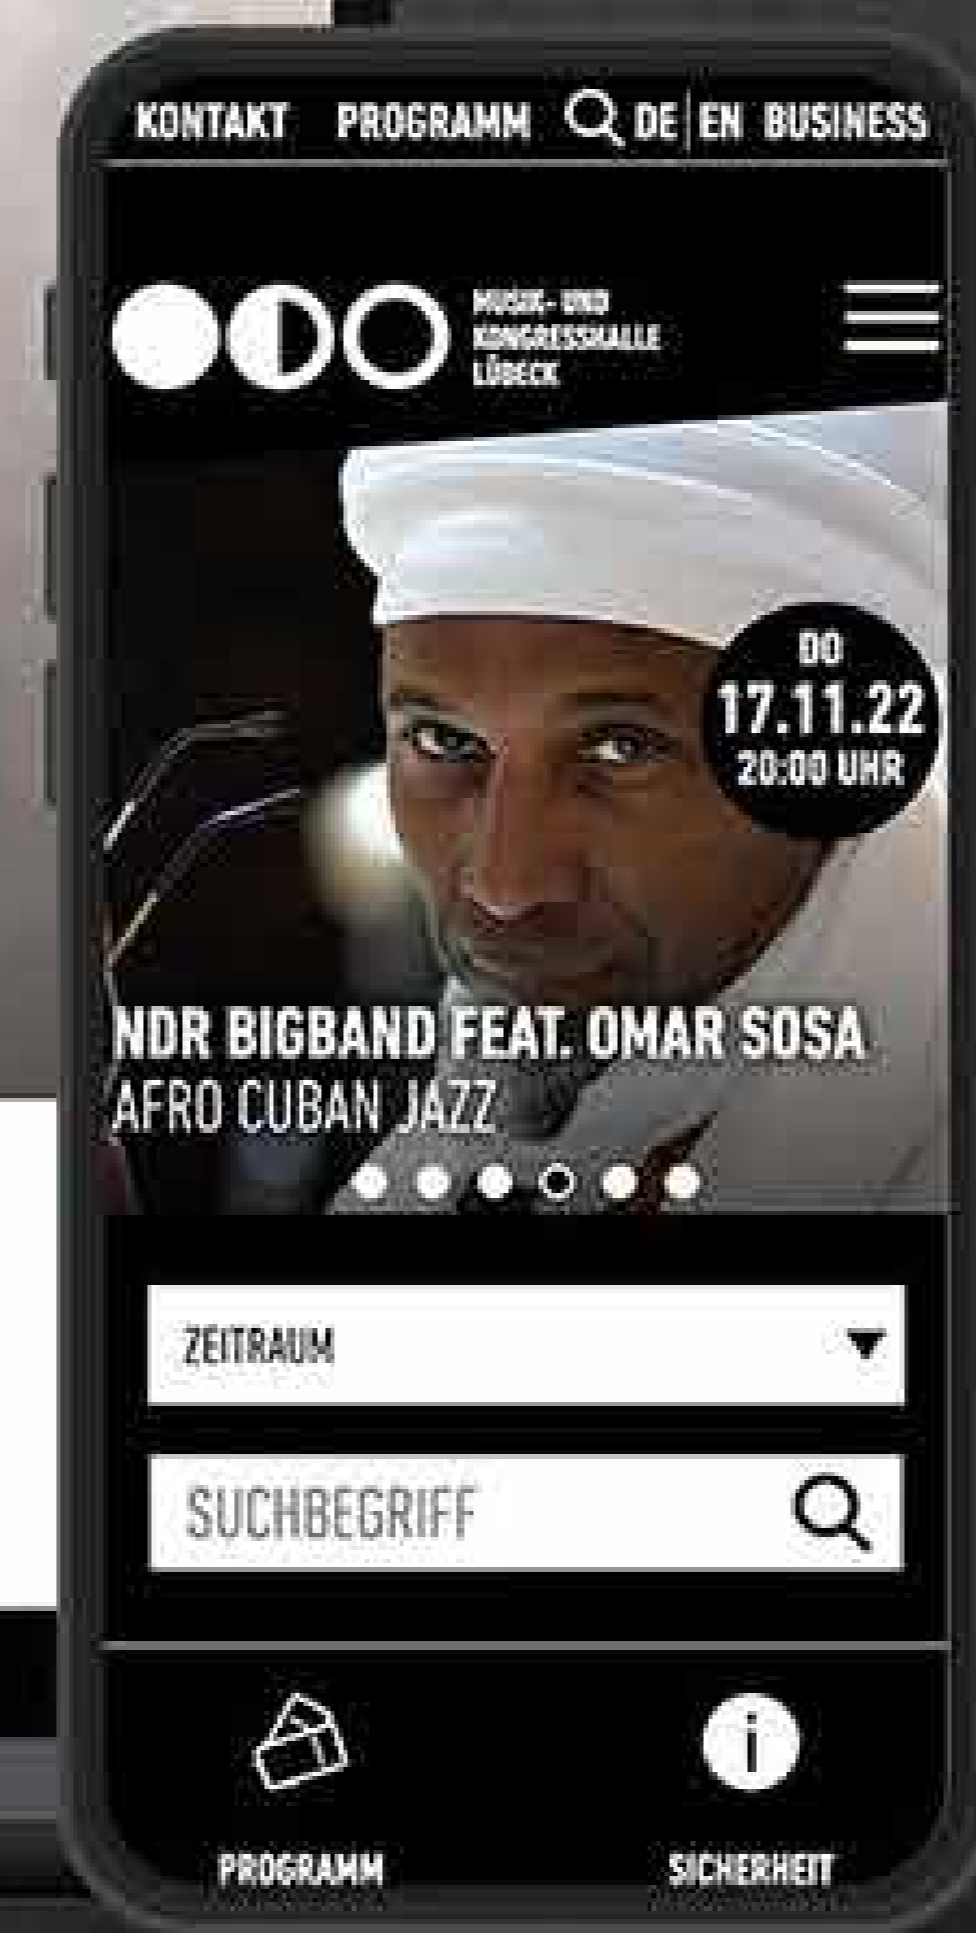 KONTAKT PROGRAMM DE | EN BUSINESS
MUSIK- UND
KONGRESSHALLE
LÜBECK
DO
17.11.22
20:00 UHR
NDR BIGBAND FEAT. OMAR SOSA
AFRO CUBAN JAZZ
ZEITRAUM
SUCHBEGRIFF
PROGRAMM
SICHERHEIT